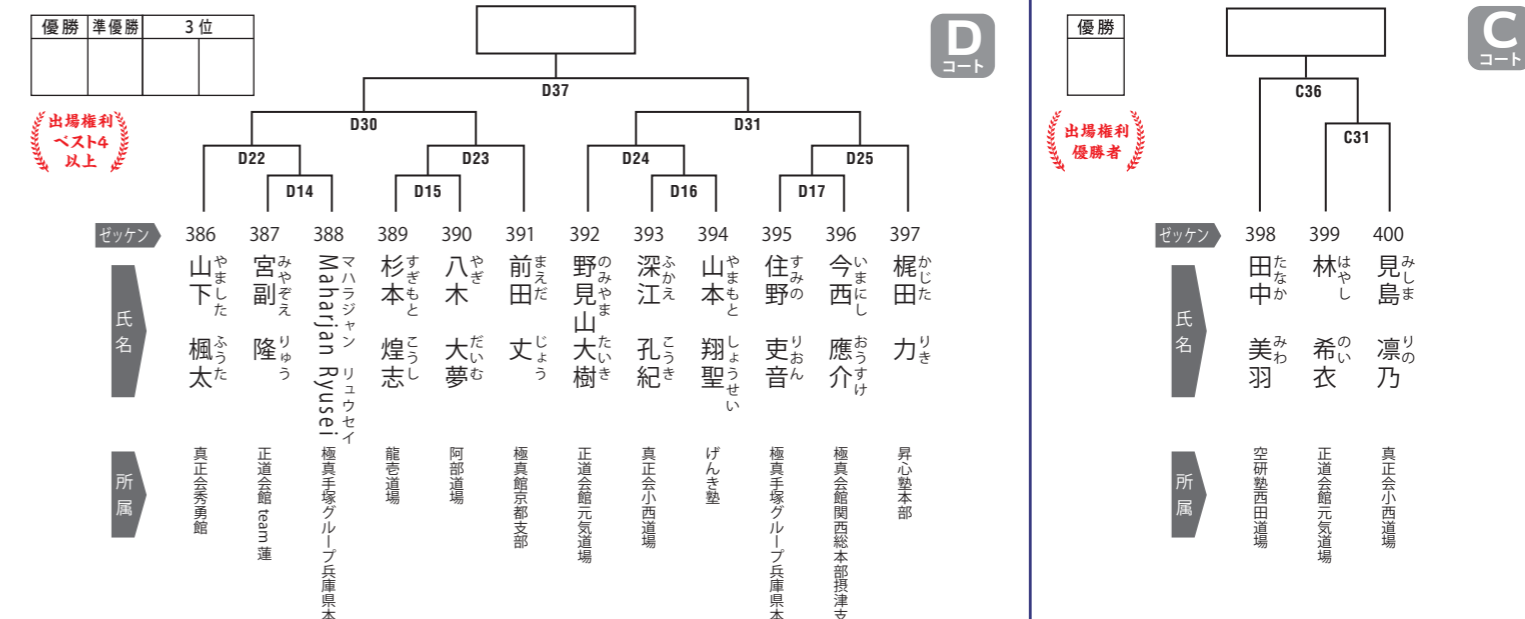 優勝 準優勝 3位
D
コート
出場権利
ベスト4
以上
D37
D30 D31
D22 D23 D24 D25
D14 D15 D16 D17
ゼッケン 386 387 388 389 390 391 392 393 394 395 396 397
氏名
山下 楓太 やました ふうた
宮副 隆 みやぞえ りゅう
Maharjan Ryusei マハラジャン リュウセイ
杉本 煌志 すぎもと こうし
八木 大夢 やぎ だいむ
前田 丈 まえだ じょう
野見山 大樹 のみやま たいき
深江 孔紀 ふかえ こうき
山本 翔聖 やまもと しょうせい
住野 吏音 すみの りおん
今西 應介 いまにし おうすけ
梶田 力 かじた りき
所属
真正会秀勇館
正道会館 team 蓮
極真手塚グループ兵庫県本
龍壱道場
阿部道場
極真館京都支部
正道会館元気道場
真正会小西道場
げんき塾
極真手塚グループ兵庫県本
極真会館関西総本部摂津支
昇心塾本部
優勝
C
コート
出場権利
優勝者
C36
C31
ゼッケン 398 399 400
氏名
田中 美羽 たなか みわ
林 希衣 はやし のい
見島 凛乃 みしま りの
所属
空研塾西田道場
正道会館元気道場
真正会小西道場